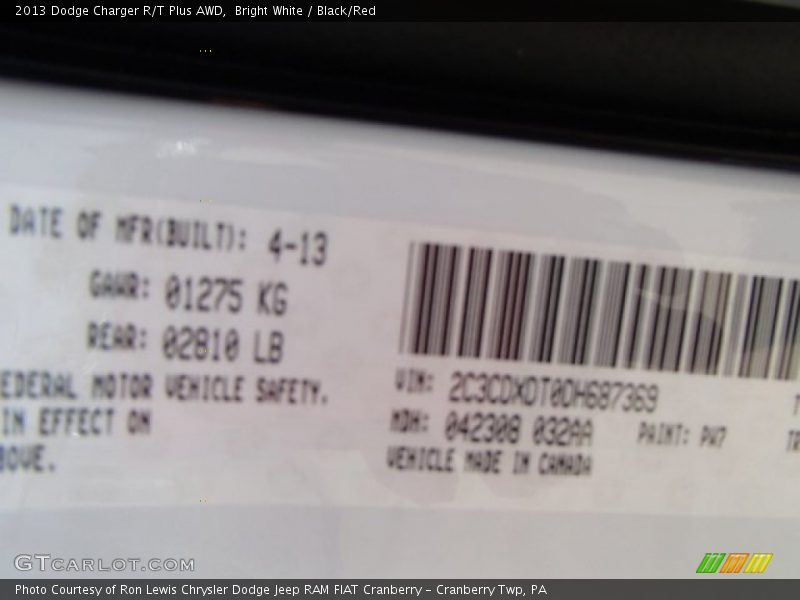 2013 Dodge Charger R/T Plus AWD,  Bright White / Black/Red
DATE OF MFR(BUILT): 4-13
GAWR: 01275 KG
REAR: 02810 LB
EDERAL MOTOR VEHICLE SAFETY.
IN EFFECT ON
BOVE.
VIN: 2C3CDXDT0DH687369
MDH: 042308 032AA PAINT: PW7
VEHICLE MADE IN CANADA
GTCARLOT.COM
Photo Courtesy of Ron Lewis Chrysler Dodge Jeep RAM FIAT Cranberry – Cranberry Twp, PA